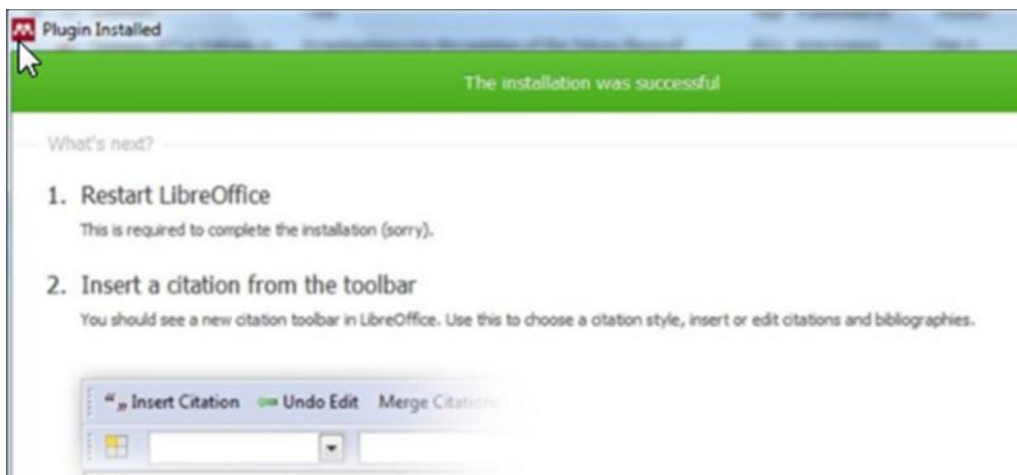 Plugin Installed
The installation was successful
What's next?
1. Restart LibreOffice
This is required to complete the installation (sorry).
2. Insert a citation from the toolbar
You should see a new citation toolbar in LibreOffice. Use this to choose a citation style, insert or edit citations and bibliographies.
Insert Citation Undo Edit Merge Citations